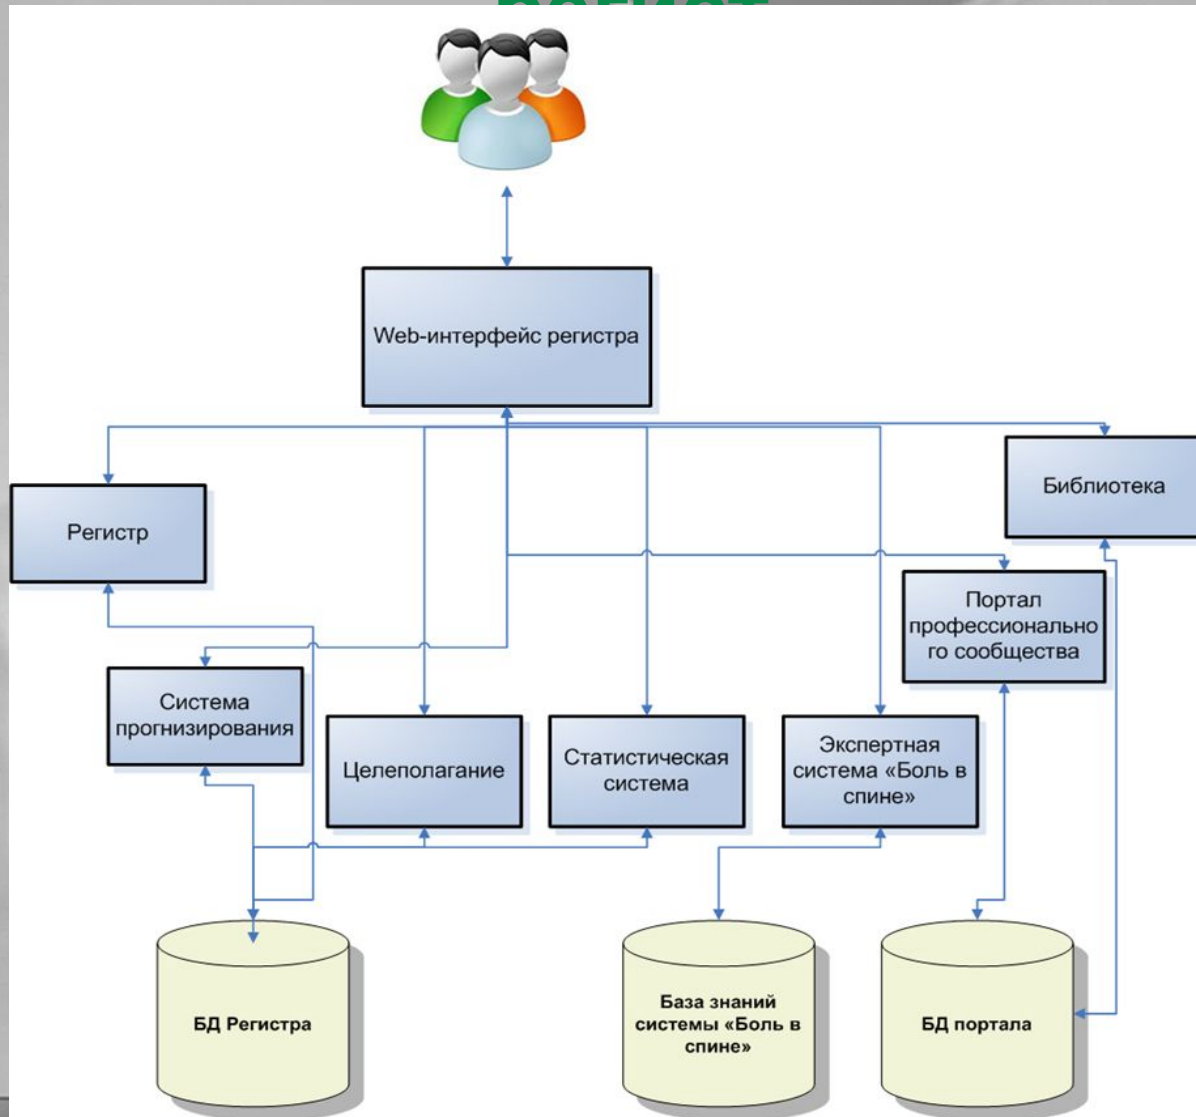 Web-интерфейс регистра
Библиотека
Регистр
Портал
профессионально
го сообщества
Система
прогнизирования
Целеполагание
Статистическая
система
Экспертная
система «Боль в
спине»
БД Регистра
База знаний
системы «Боль в
спине»
БД портала